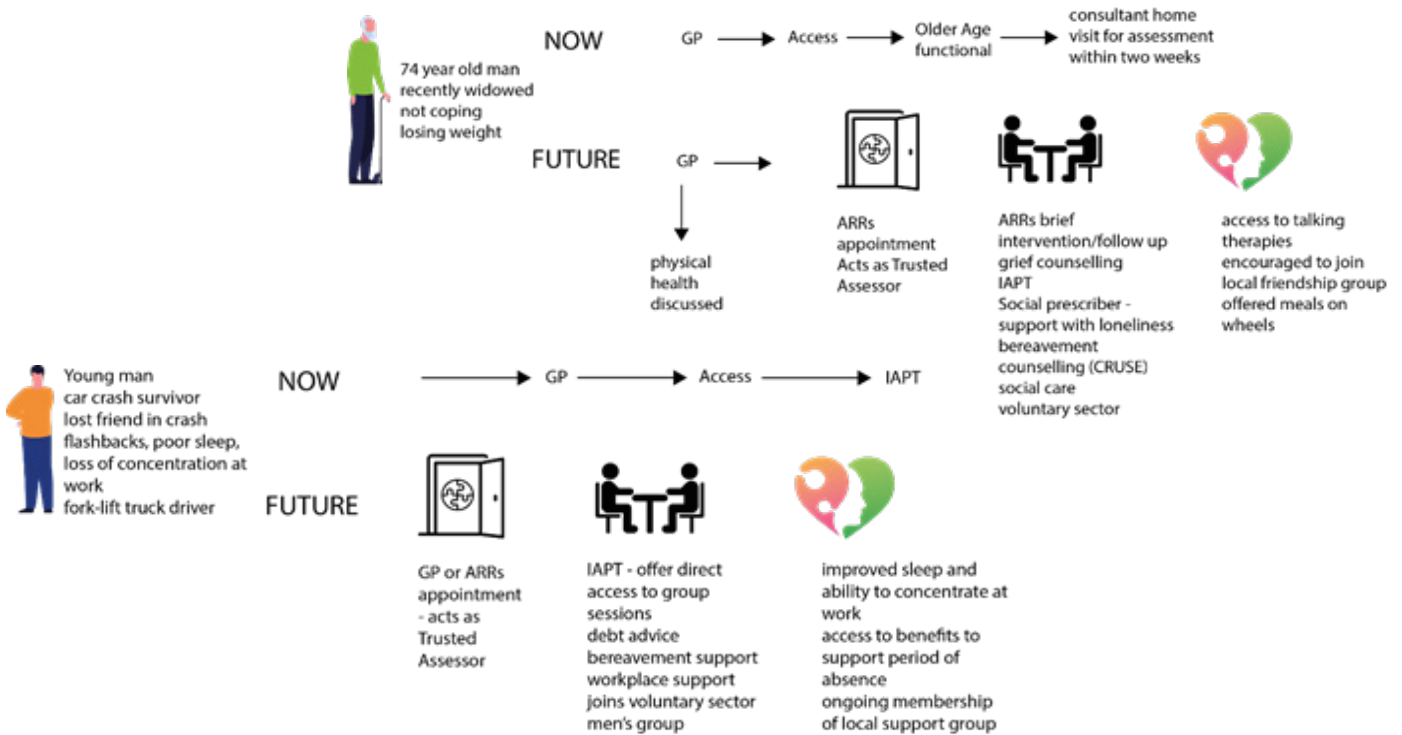 74 year old man
recently widowed
not coping
losing weight
NOW
GP
Access
Older Age
functional
consultant home
visit for assessment
within two weeks
FUTURE
GP
physical
health
discussed
ARRs
appointment
Acts as Trusted
Assessor
ARRs brief
intervention/follow up
grief counselling
IAPT
Social prescriber -
support with loneliness
bereavement
counselling (CRUSE)
social care
voluntary sector
access to talking
therapies
encouraged to join
local friendship group
offered meals on
wheels
Young man
car crash survivor
lost friend in crash
flashbacks, poor sleep,
loss of concentration at
work
fork-lift truck driver
NOW
GP
Access
IAPT
FUTURE
GP or ARRs
appointment
- acts as
Trusted
Assessor
IAPT - offer direct
access to group
sessions
debt advice
bereavement support
workplace support
joins voluntary sector
men's group
improved sleep and
ability to concentrate at
work
access to benefits to
support period of
absence
ongoing membership
of local support group